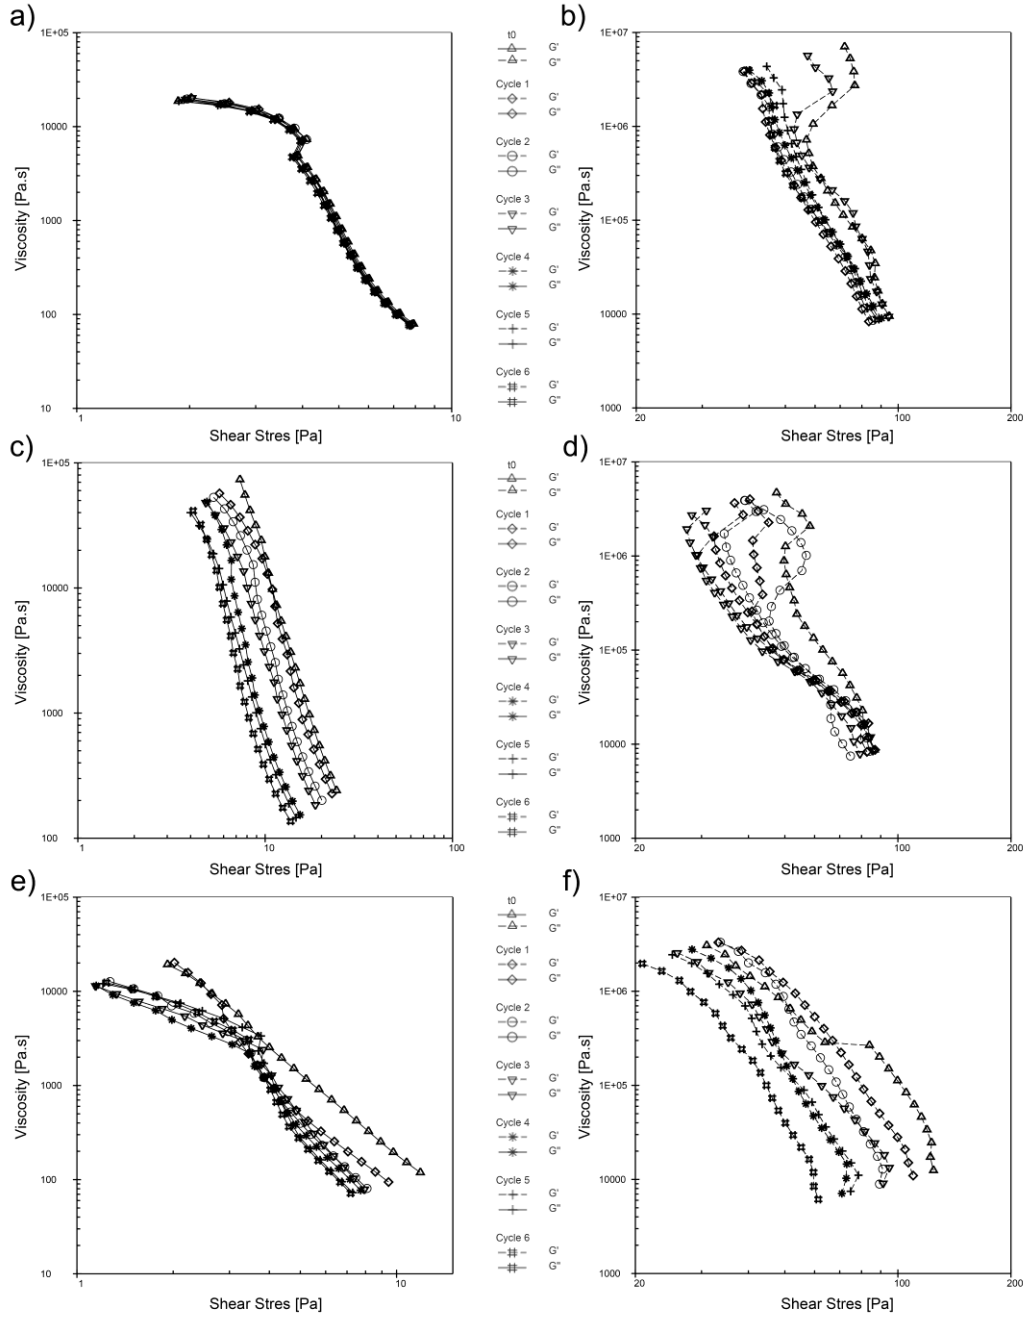 a)
1E+05
10000
1000
100
10
Viscosity [Pa.s]
1
10
Shear Stres [Pa]
t0
G'
G"
Cycle 1
G'
G"
Cycle 2
G'
G"
Cycle 3
G'
G"
Cycle 4
G'
G"
Cycle 5
G'
G"
Cycle 6
G'
G"
b)
1E+07
1E+06
1E+05
10000
1000
Viscosity [Pa.s]
20
100
200
Shear Stres [Pa]
c)
1E+05
10000
1000
100
Viscosity [Pa.s]
1
10
100
Shear Stres [Pa]
t0
G'
G"
Cycle 1
G'
G"
Cycle 2
G'
G"
Cycle 3
G'
G"
Cycle 4
G'
G"
Cycle 5
G'
G"
Cycle 6
G'
G"
d)
1E+07
1E+06
1E+05
10000
1000
Viscosity [Pa.s]
20
100
200
Shear Stres [Pa]
e)
1E+05
10000
1000
100
10
Viscosity [Pa.s]
1
10
Shear Stres [Pa]
t0
G'
G"
Cycle 1
G'
G"
Cycle 2
G'
G"
Cycle 3
G'
G"
Cycle 4
G'
G"
Cycle 5
G'
G"
Cycle 6
G'
G"
f)
1E+07
1E+06
1E+05
10000
1000
Viscosity [Pa.s]
20
100
200
Shear Stres [Pa]